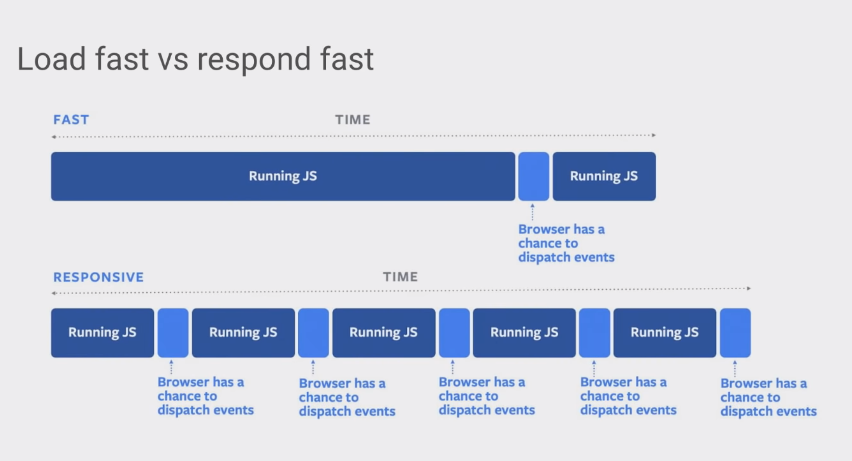 Load fast vs respond fast
FAST
TIME
Running JS
Running JS
Browser has a
chance to
dispatch events
RESPONSIVE
TIME
Running JS
Running JS
Running JS
Running JS
Running JS
Browser has a
chance to
dispatch events
Browser has a
chance to
dispatch events
Browser has a
chance to
dispatch events
Browser has a
chance to
dispatch events
Browser has a
chance to
dispatch events